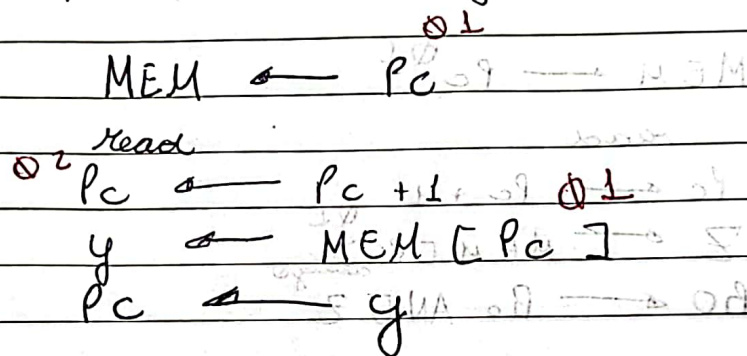 Φ1
MEM ← Pc
read
Φ2 Pc ← Pc +1 Φ1
y ← MEM [ Pc ]
Pc ← y